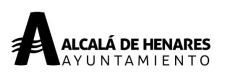 ALCALÁ DE HENARES
AYUNTAMIENTO